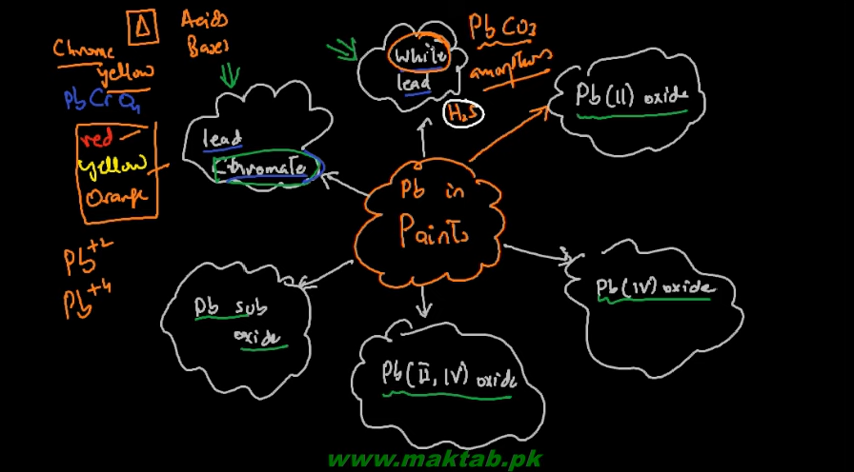 Δ
Acids
Bases
Chrome
yellow
PbCrO4
red
yellow
Orange
Pb+2
Pb+4
lead
Chromate
white
lead
PbCO3
amorphous
H2S
Pb(II) oxide
Pb in
Paints
Pb(IV) oxide
Pb sub
oxide
Pb(II,IV) oxide
www.maktab.pk